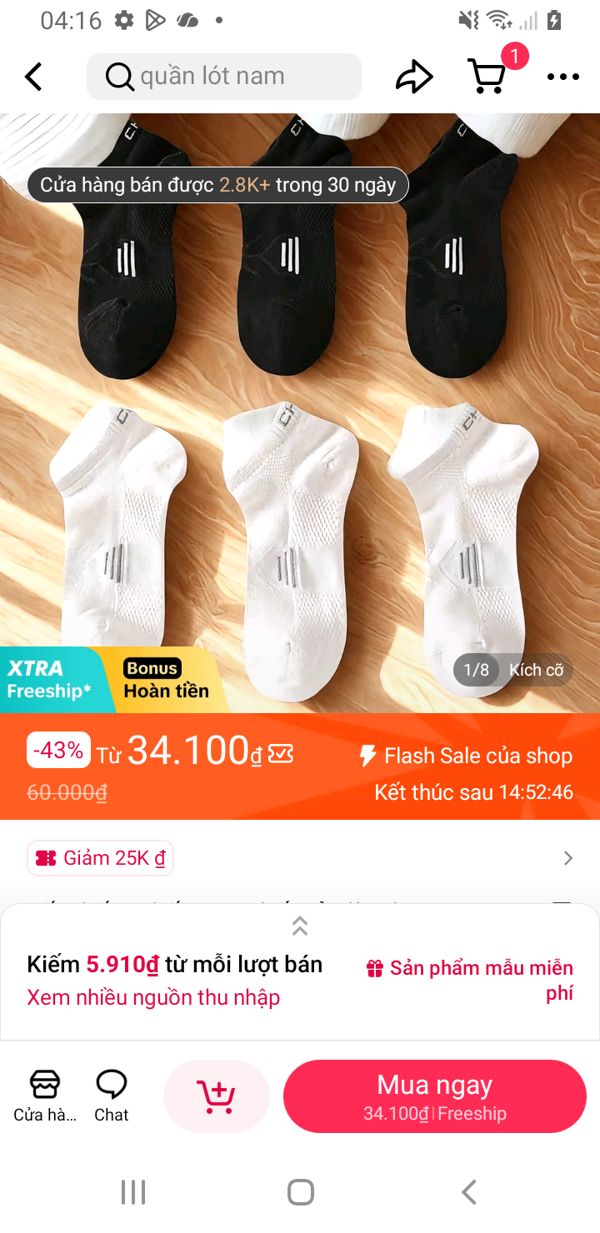 04:16
quần lót nam
1
Cửa hàng bán được 2.8K+ trong 30 ngày
XTRA
Freeship*
Bonus
Hoàn tiền
1/8 Kích cỡ
-43% Từ 34.100₫
60.000₫
Flash Sale của shop
Kết thúc sau 14:52:46
Giảm 25K ₫
Kiếm 5.910₫ từ mỗi lượt bán
Xem nhiều nguồn thu nhập
Sản phẩm mẫu miễn
phí
Cửa hà...
Chat
Mua ngay
34.100₫ | Freeship